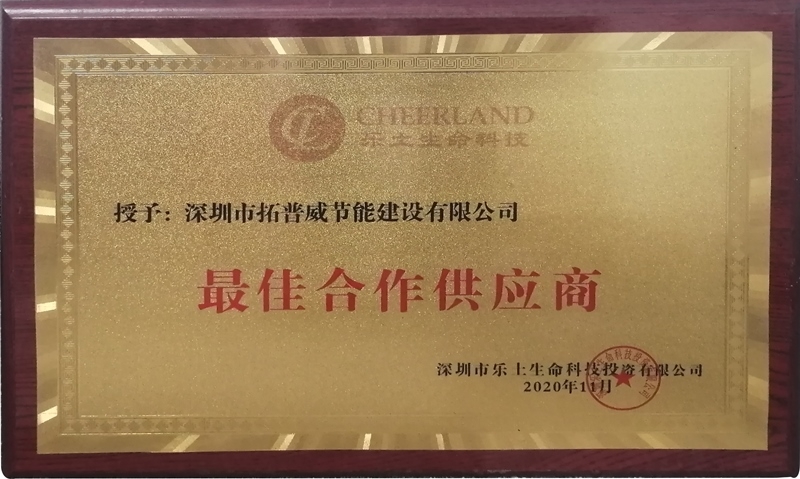 CHEERLAND
乐土生命科技
授予：深圳市拓普威节能建设有限公司
最佳合作供应商
深圳市乐土生命科技投资有限公司
2020年11月